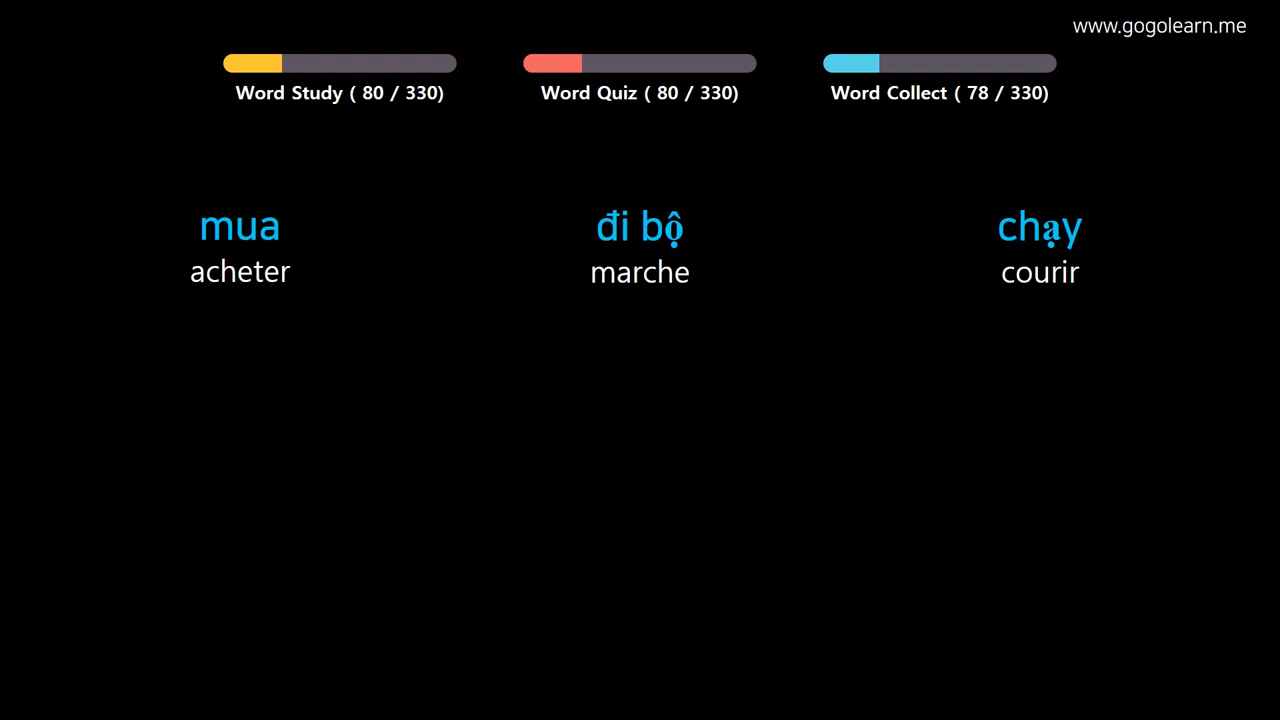 www.gogolearn.me
Word Study ( 80 / 330)
Word Quiz ( 80 / 330)
Word Collect ( 78 / 330)
mua
acheter
đi bộ
marche
chạy
courir